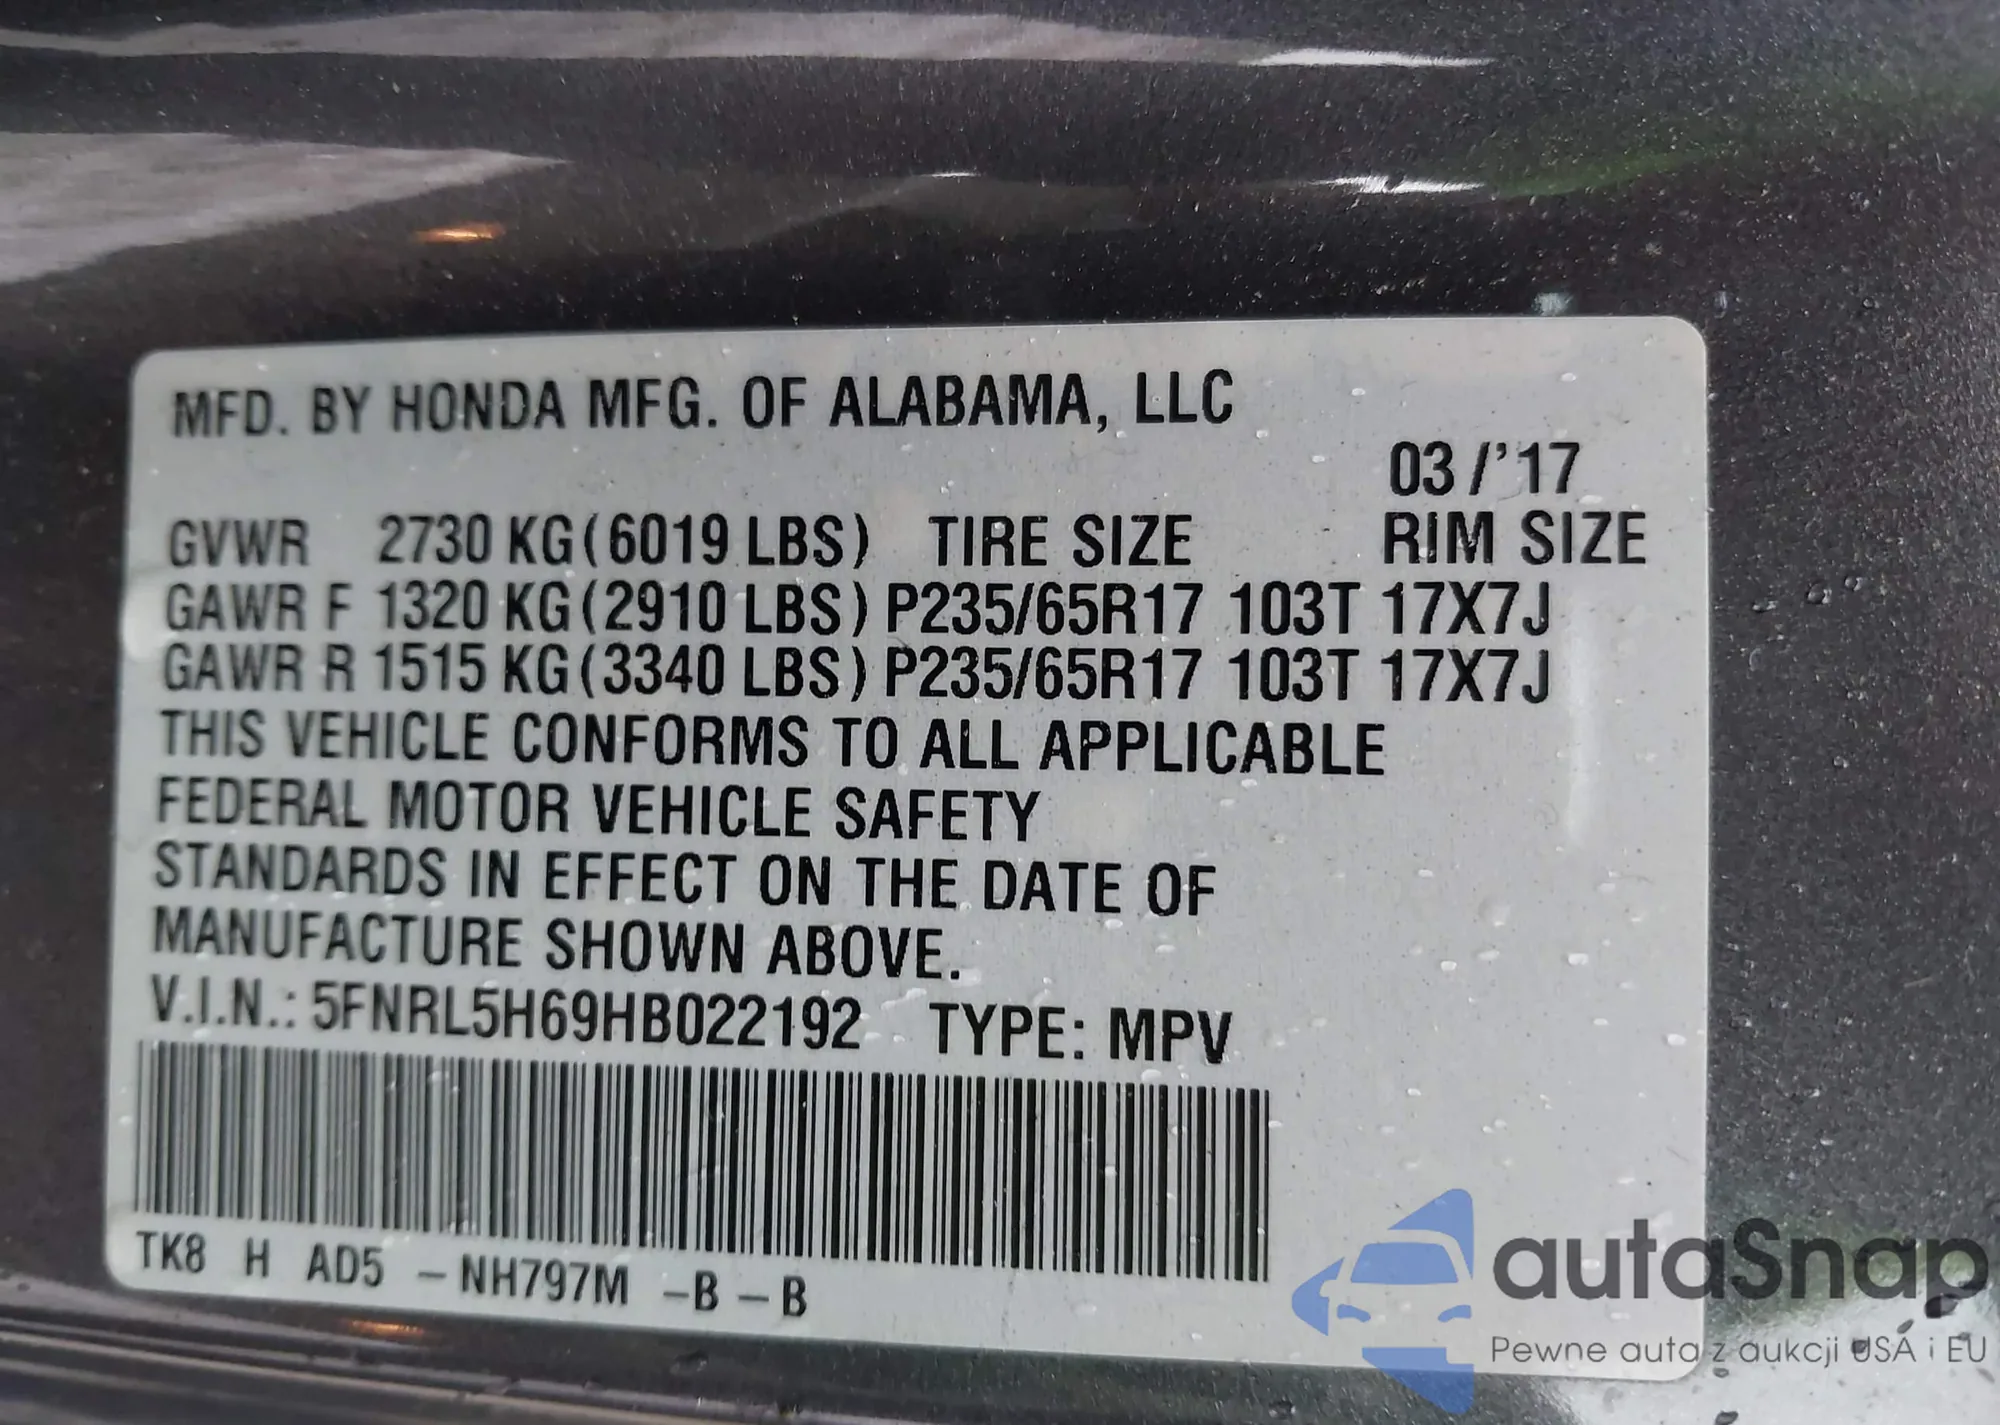 MFD. BY HONDA MFG. OF ALABAMA, LLC
03 /'17
GVWR 2730 KG (6019 LBS) TIRE SIZE RIM SIZE
GAWR F 1320 KG (2910 LBS) P235/65R17 103T 17X7J
GAWR R 1515 KG (3340 LBS) P235/65R17 103T 17X7J
THIS VEHICLE CONFORMS TO ALL APPLICABLE
FEDERAL MOTOR VEHICLE SAFETY
STANDARDS IN EFFECT ON THE DATE OF
MANUFACTURE SHOWN ABOVE.
V.I.N.: 5FNRL5H69HB022192 TYPE: MPV
TK8 H AD5 – NH797M – B – B
autaSnap
Pewne auta z aukcji USA i EU